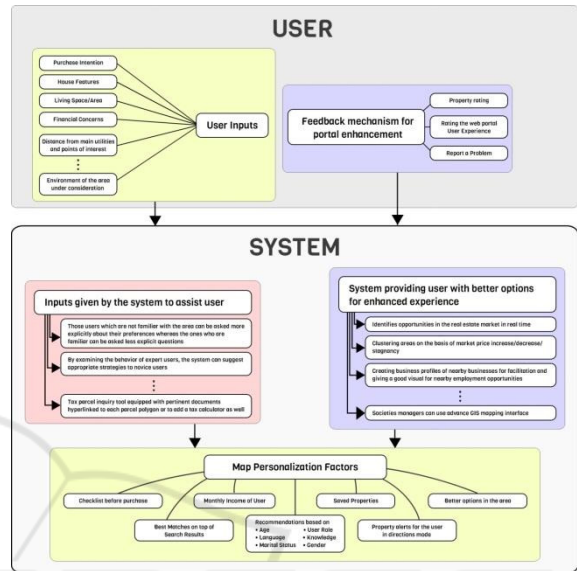 USER
Purchase Intention
House Features
Living Space/Area
Financial Concerns
Distance from main utilities
and points of interest
Environment of the area
under consideration
User Inputs
Feedback mechanism for
portal enhancement
Property rating
Rating the web portal
User Experience
Report a Problem
SYSTEM
Inputs given by the system to assist user
Those users which are not familiar with the area can be asked more
explicitly about their preferences whereas the ones who are
familiar can be asked less explicit questions
By examining the behavior of expert users, the system can suggest
appropriate strategies to novice users
Tax parcel inquiry tool equipped with pertinent documents
hyperlinked to each parcel polygon or to add a tax calculator as well
System providing user with better options
for enhanced experience
Identifies opportunities in the real estate market in real time
Clustering areas on the basis of market price increase/decrease/
stagnancy
Creating business profiles of nearby businesses for facilitation and
giving a good visual for nearby employment opportunities
Societies managers can use advance GIS mapping interface
Map Personalization Factors
Checklist before purchase
Monthly Income of User
Saved Properties
Better options in the area
Best Matches on top of
Search Results
Recommendations based on
• Age • User Role
• Language • Knowledge
• Marital Status • Gender
Property alerts for the user
in directions mode